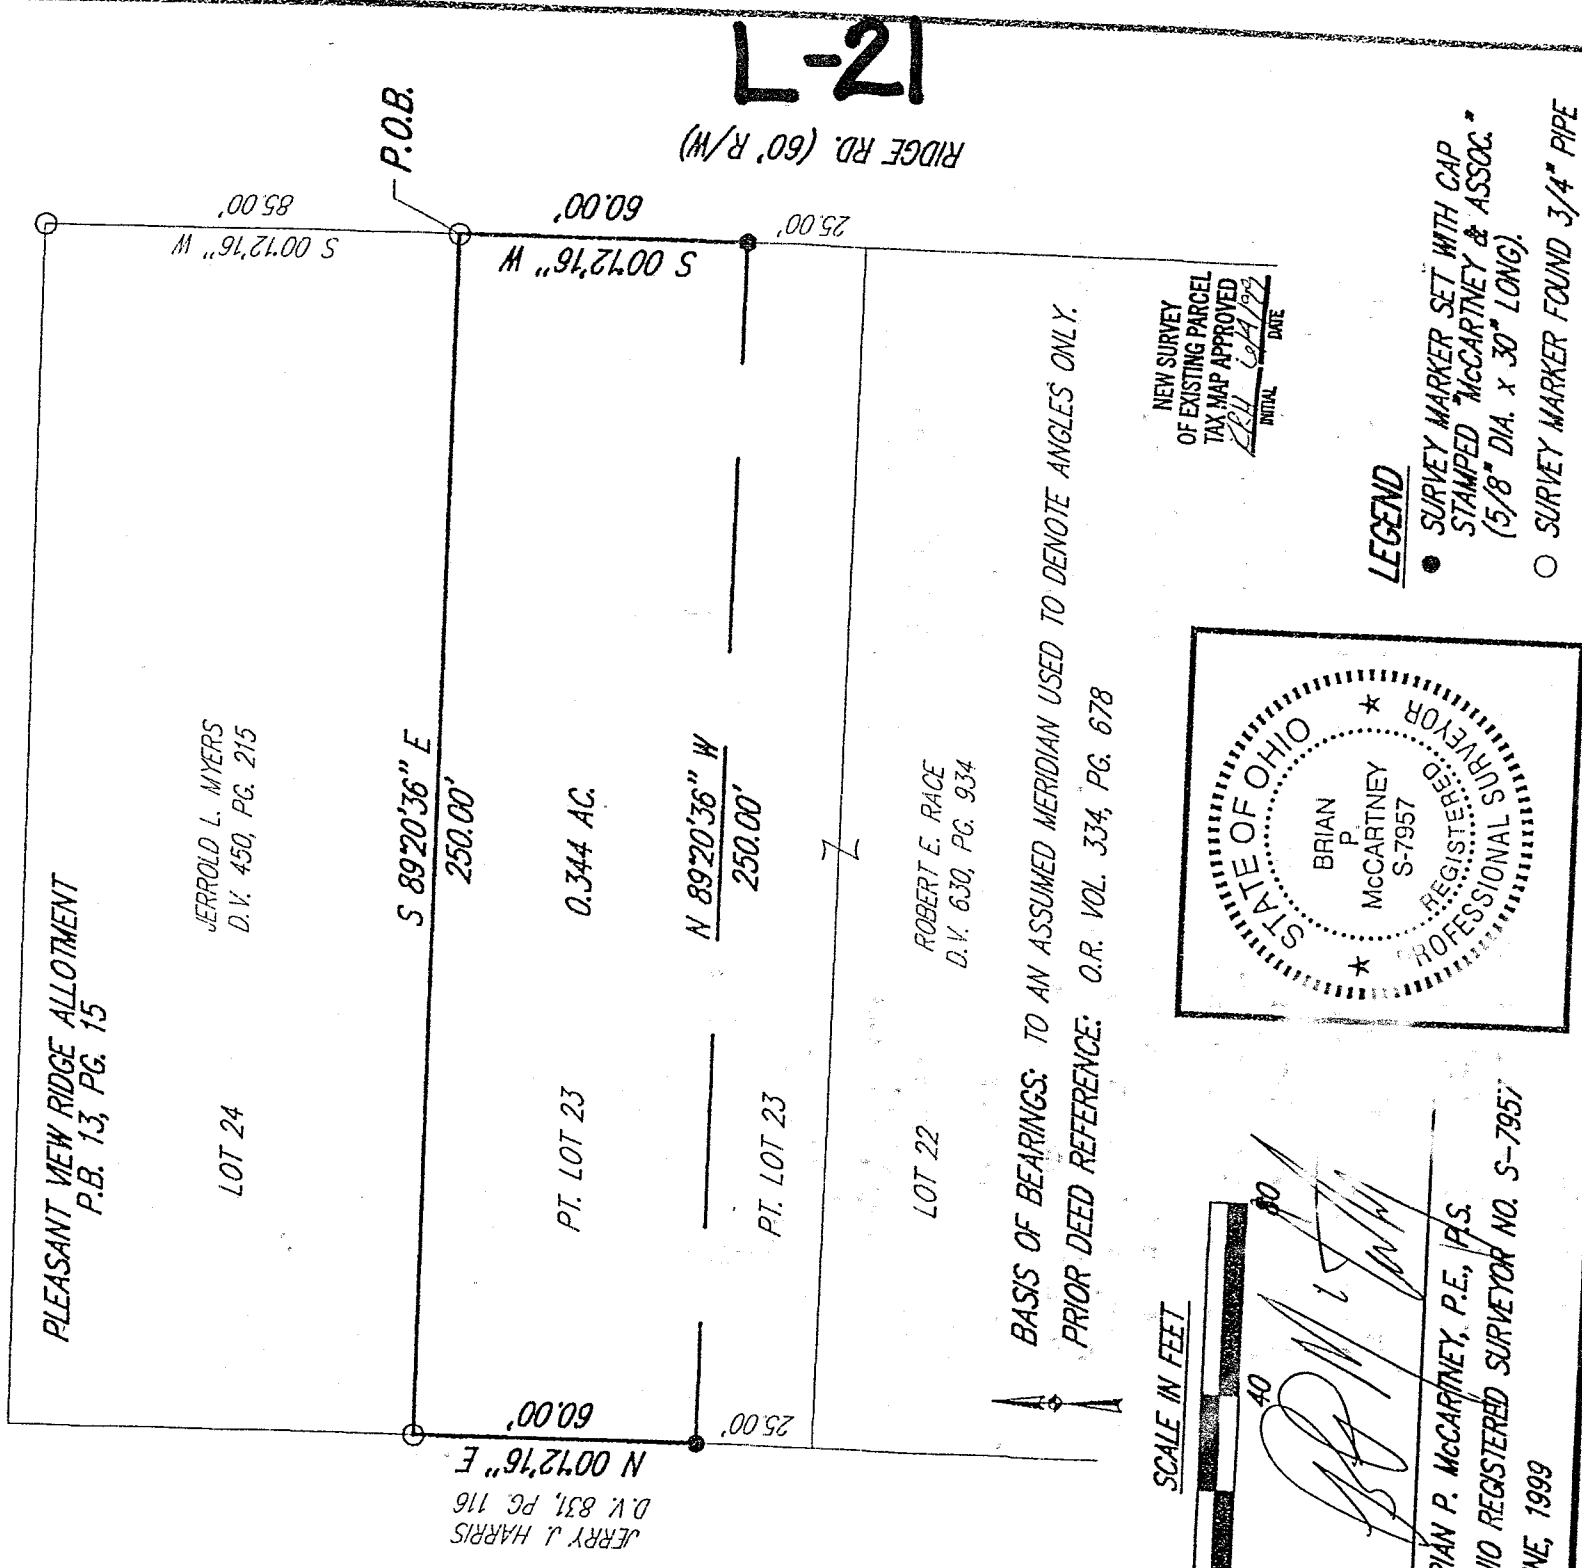 L-21
PLEASANT VIEW RIDGE ALLOTMENT
P.B. 13, PG. 15
P.O.B.
RIDGE RD. (60' R/W)
85.00'
S 00°12'16" W
60.00'
S 00°12'16" W
25.00'
JERROLD L. MYERS
D.V. 450, PG. 215
LOT 24
S 89°20'36" E
250.00'
0.344 AC.
PT. LOT 23
N 89°20'36" W
250.00'
PT. LOT 23
60.00'
N 00°12'16" E
25.00'
JERRY J. HARRIS
D.V. 831, PG. 116
ROBERT E. RACE
D.V. 630, PG. 934
LOT 22
BASIS OF BEARINGS: TO AN ASSUMED MERIDIAN USED TO DENOTE ANGLES ONLY.
PRIOR DEED REFERENCE: O.R. VOL. 334, PG. 678
NEW SURVEY
OF EXISTING PARCEL
TAX MAP APPROVED
INITIAL DATE
LEGEND
SURVEY MARKER SET WITH CAP
STAMPED "McCARTNEY & ASSOC."
(5/8" DIA. x 30" LONG).
SURVEY MARKER FOUND 3/4" PIPE
STATE OF OHIO
BRIAN
P.
McCARTNEY
S-7957
REGISTERED
PROFESSIONAL SURVEYOR
SCALE IN FEET
40 80
RIAN P. McCARTNEY, P.E., P.S.
HIO REGISTERED SURVEYOR NO. S-7957
NE, 1999